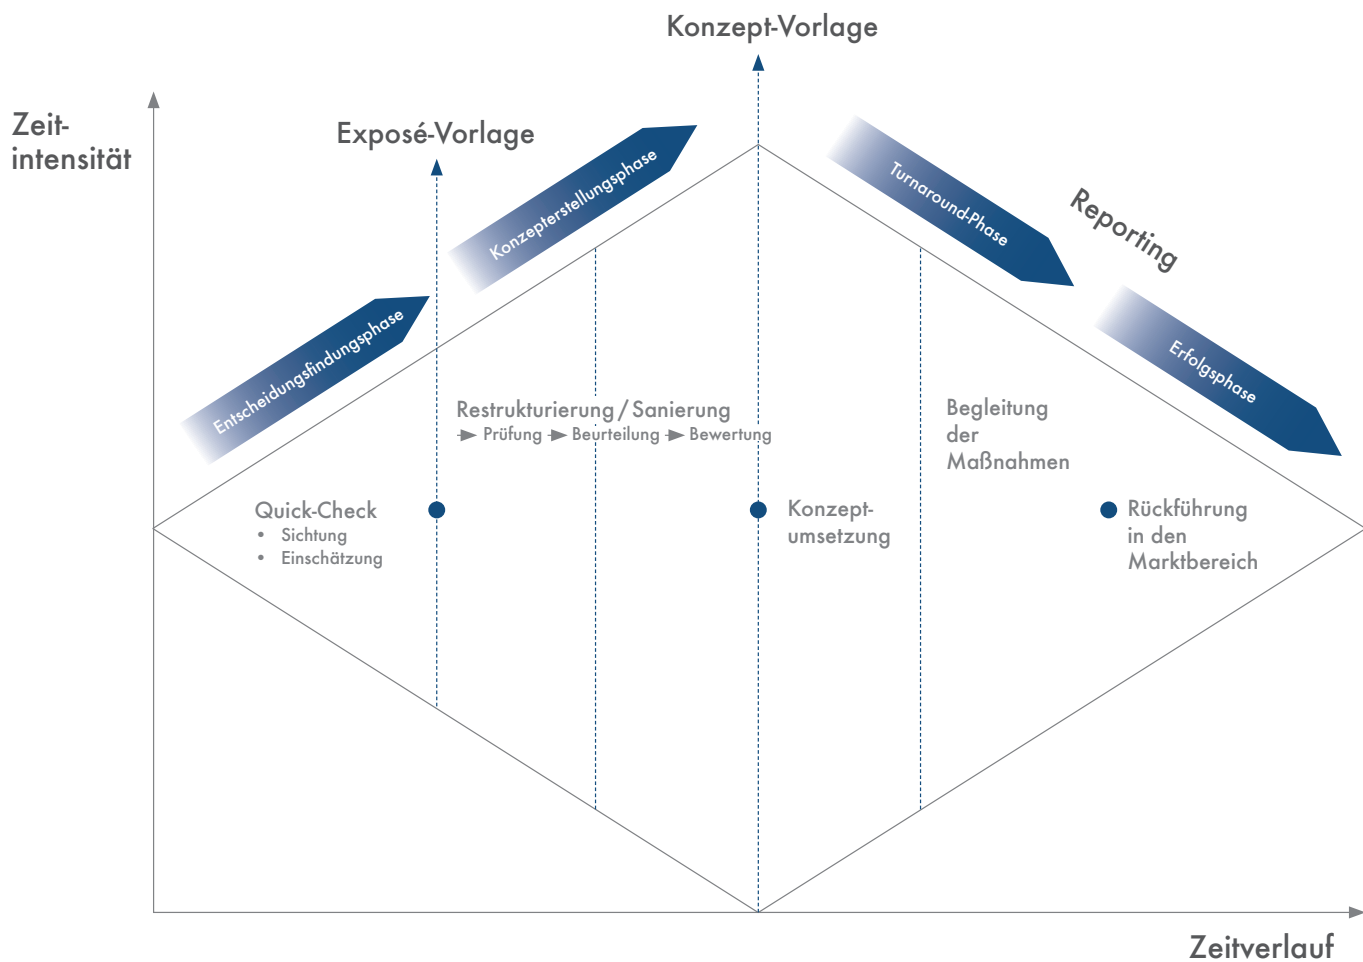 Konzept-Vorlage
Zeit-
intensität
Exposé-Vorlage
Entscheidungsfindungsphase
Konzepterstellungsphase
Turnaround-Phase
Reporting
Erfolgsphase
Restrukturierung / Sanierung
Prüfung Beurteilung Bewertung
Begleitung
der
Maßnahmen
Quick-Check
• Sichtung
• Einschätzung
Konzept-
umsetzung
Rückführung
in den
Marktbereich
Zeitverlauf